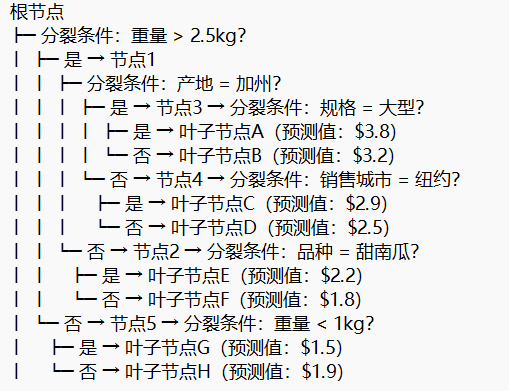 根节点
├─ 分裂条件：重量 > 2.5kg？
│ ├─ 是 → 节点1
│ │ ├─ 分裂条件：产地 = 加州？
│ │ │ ├─ 是 → 节点3 → 分裂条件：规格 = 大型？
│ │ │ │ ├─ 是 → 叶子节点A（预测值：$3.8）
│ │ │ │ └─ 否 → 叶子节点B（预测值：$3.2）
│ │ │ └─ 否 → 节点4 → 分裂条件：销售城市 = 纽约？
│ │ │ ├─ 是 → 叶子节点C（预测值：$2.9）
│ │ │ └─ 否 → 叶子节点D（预测值：$2.5）
│ │ └─ 否 → 节点2 → 分裂条件：品种 = 甜南瓜？
│ │ ├─ 是 → 叶子节点E（预测值：$2.2）
│ │ └─ 否 → 叶子节点F（预测值：$1.8）
│ └─ 否 → 节点5 → 分裂条件：重量 < 1kg？
│ ├─ 是 → 叶子节点G（预测值：$1.5）
│ └─ 否 → 叶子节点H（预测值：$1.9）